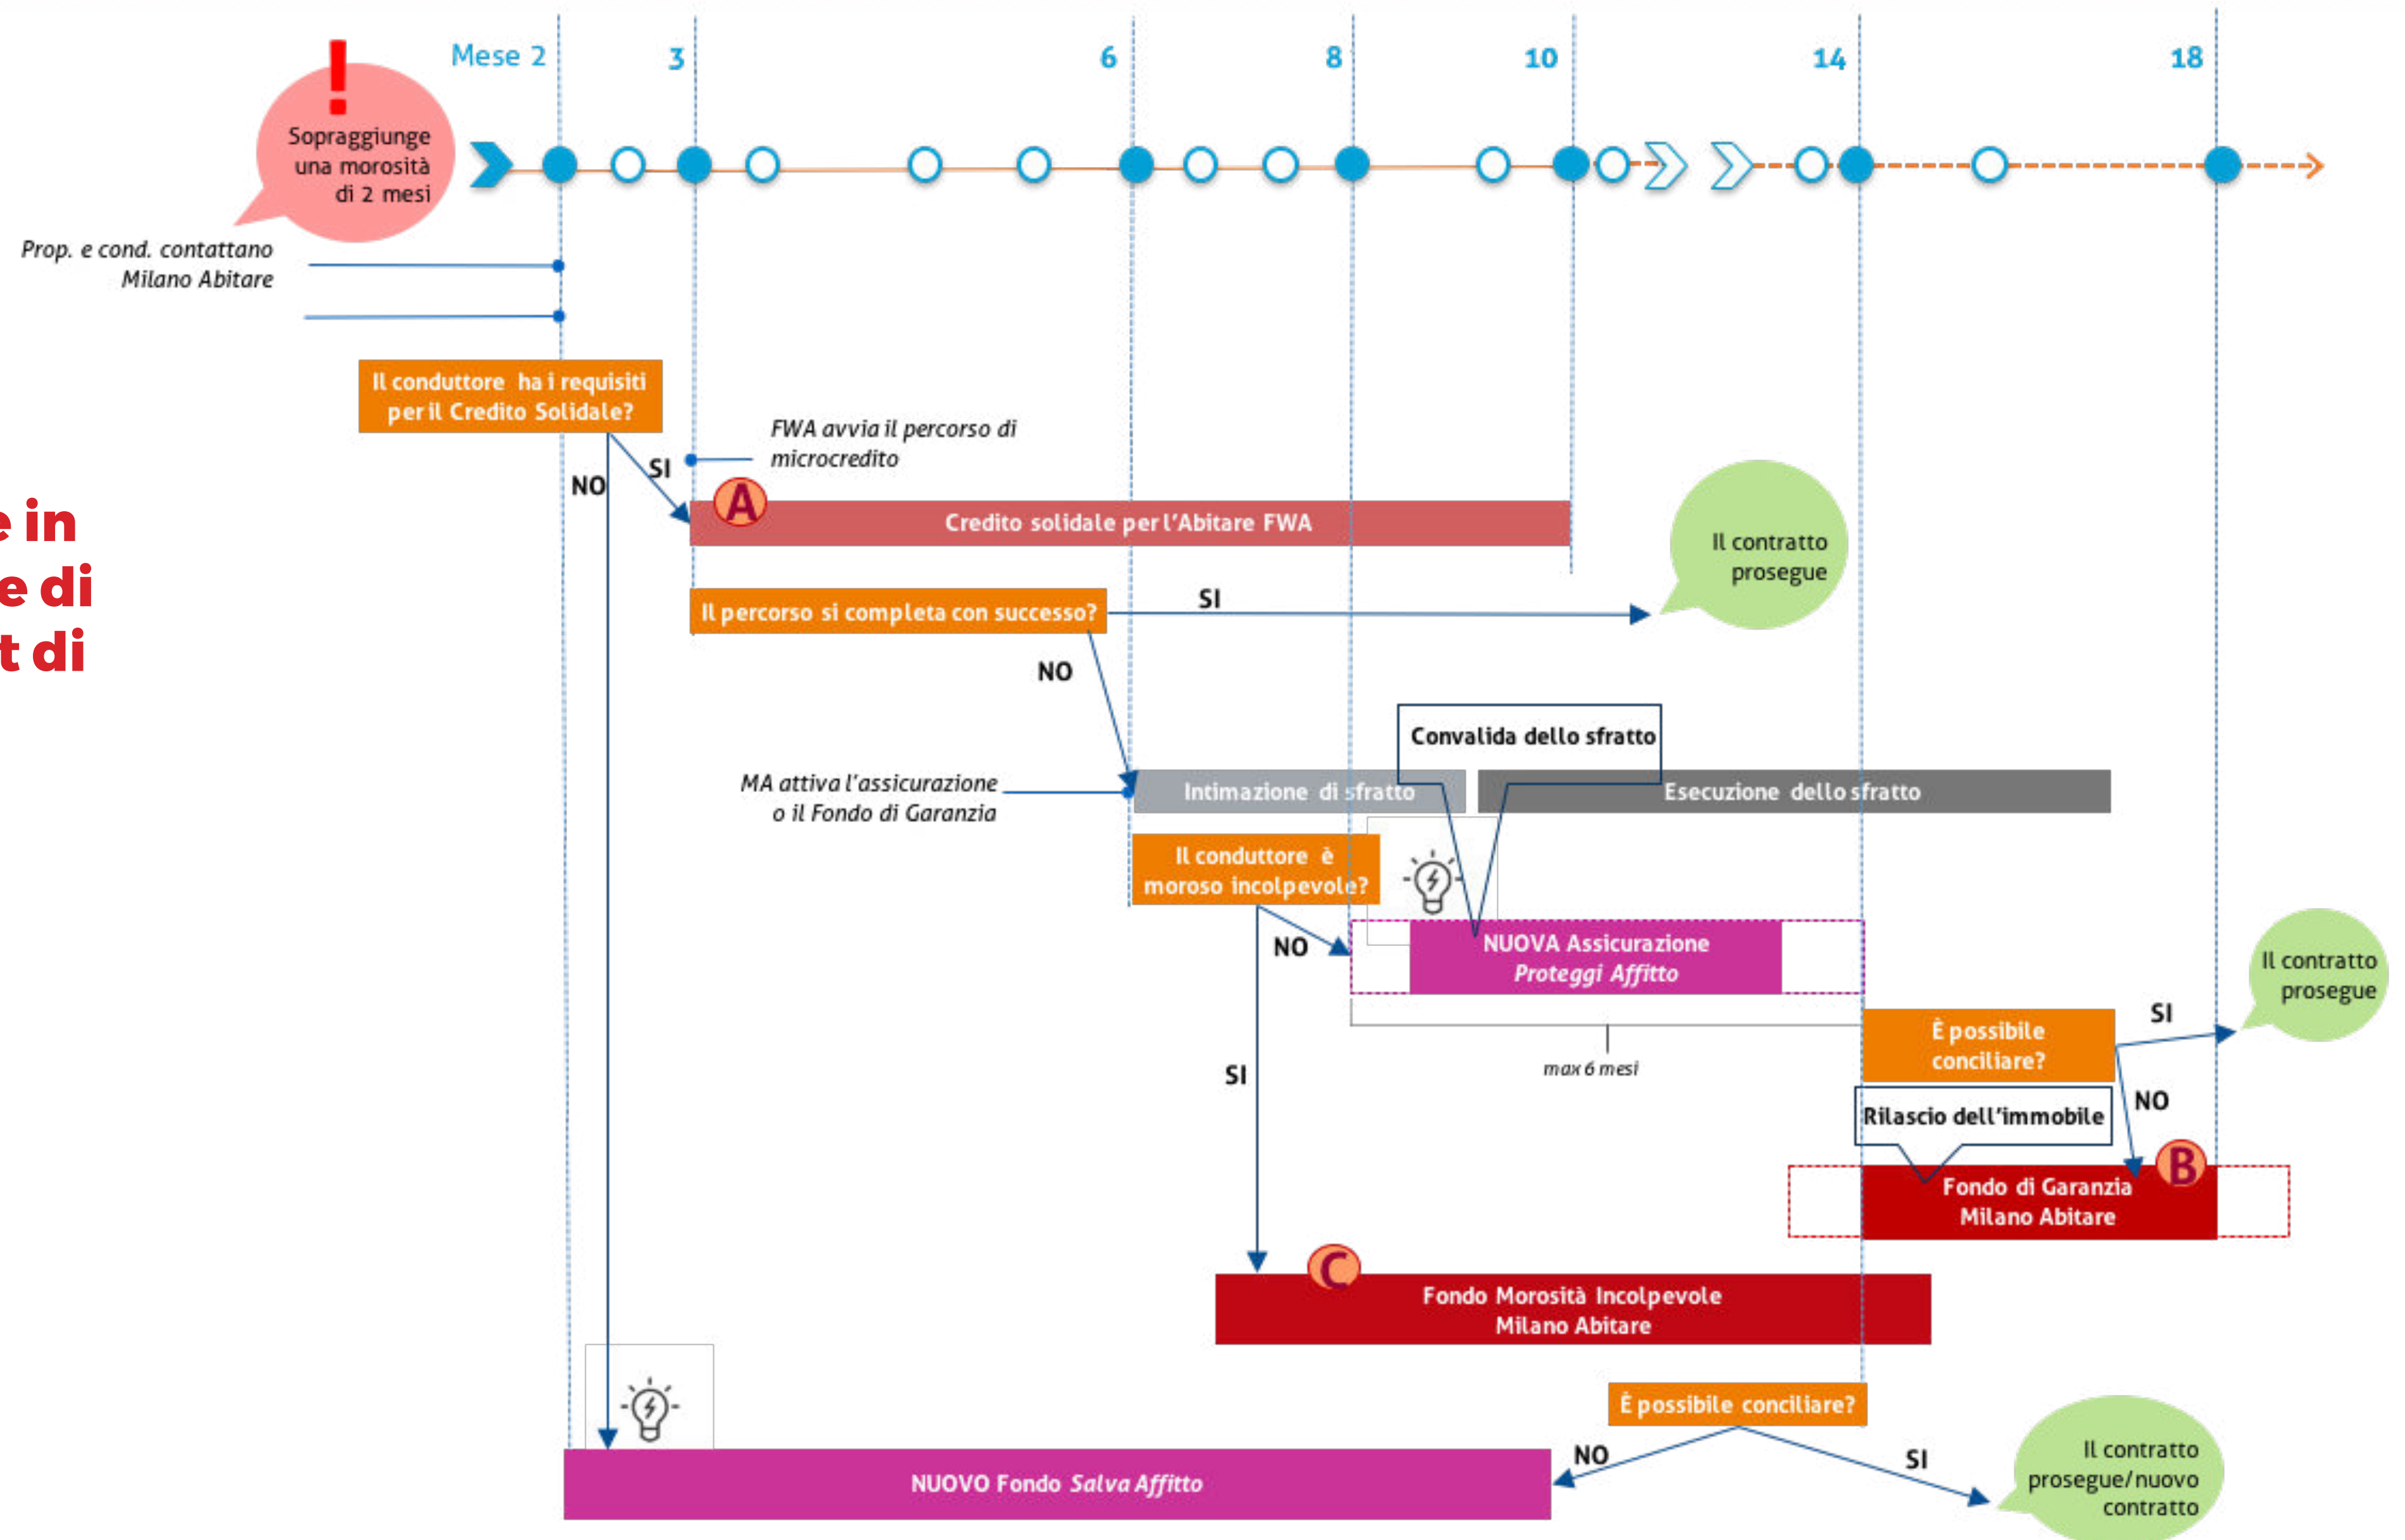 Mese 2
3
6
8
10
14
18
!
Sopraggiunge
una morosità
di 2 mesi
Prop. e cond. contattano
Milano Abitare
Il conduttore ha i requisiti
per il Credito Solidale?
FWA avvia il percorso di
microcredito
SI
NO
A
Credito solidale per l'Abitare FWA
e in
e di
t di
Il contratto
prosegue
Il percorso si completa con successo?
SI
NO
Convalida dello sfratto
MA attiva l'assicurazione
o il Fondo di Garanzia
Intimazione di sfratto
Esecuzione dello sfratto
Il conduttore è
moroso incolpevole?
NO
NUOVA Assicurazione
Proteggi Affitto
Il contratto
prosegue
SI
È possibile
conciliare?
max 6 mesi
SI
NO
Rilascio dell'immobile
B
Fondo di Garanzia
Milano Abitare
C
Fondo Morosità Incolpevole
Milano Abitare
È possibile conciliare?
NO
SI
Il contratto
prosegue/nuovo
contratto
NUOVO Fondo Salva Affitto